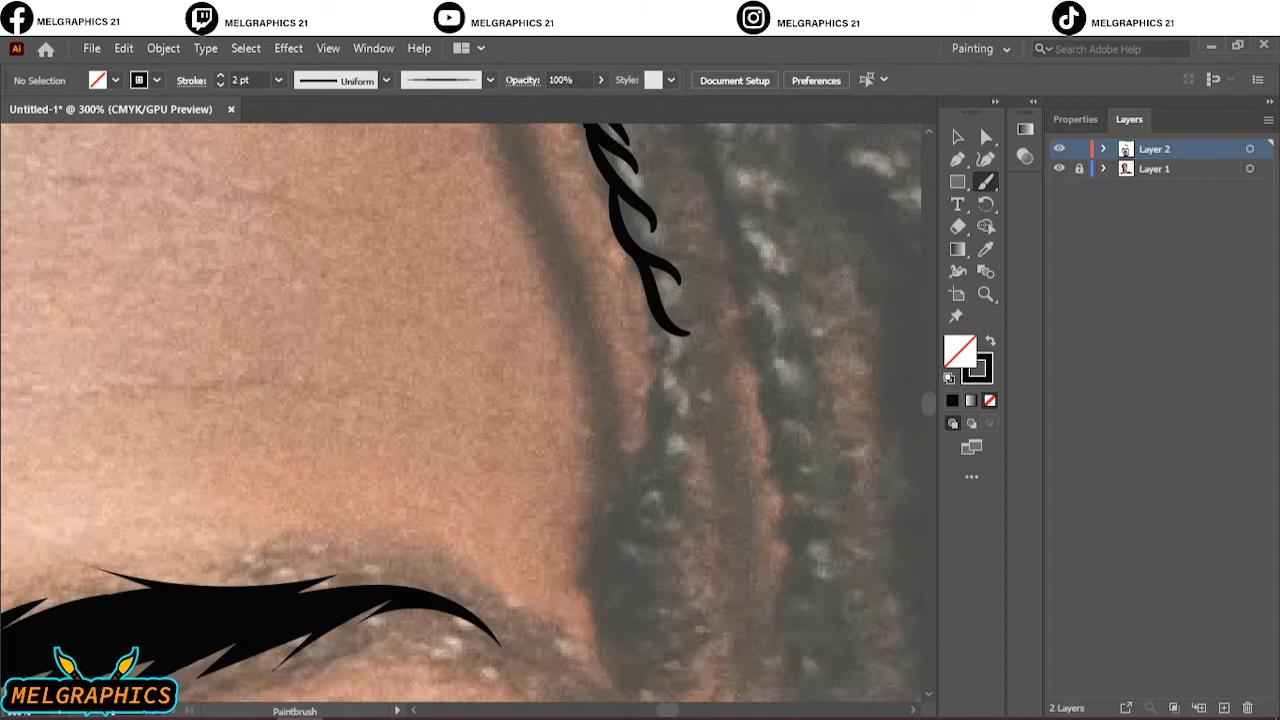 MELGRAPHICS 21 MELGRAPHICS 21 MELGRAPHICS 21 MELGRAPHICS 21 MELGRAPHICS 21
Ai File Edit Object Type Select Effect View Window Help Painting Search Adobe Help
No Selection Stroke: 2 pt Uniform Opacity: 100% Style: Document Setup Preferences
Untitled-1* @ 300% (CMYK/GPU Preview)
Properties Layers
Layer 2
Layer 1
MELGRAPHICS
Paintbrush
2 Layers